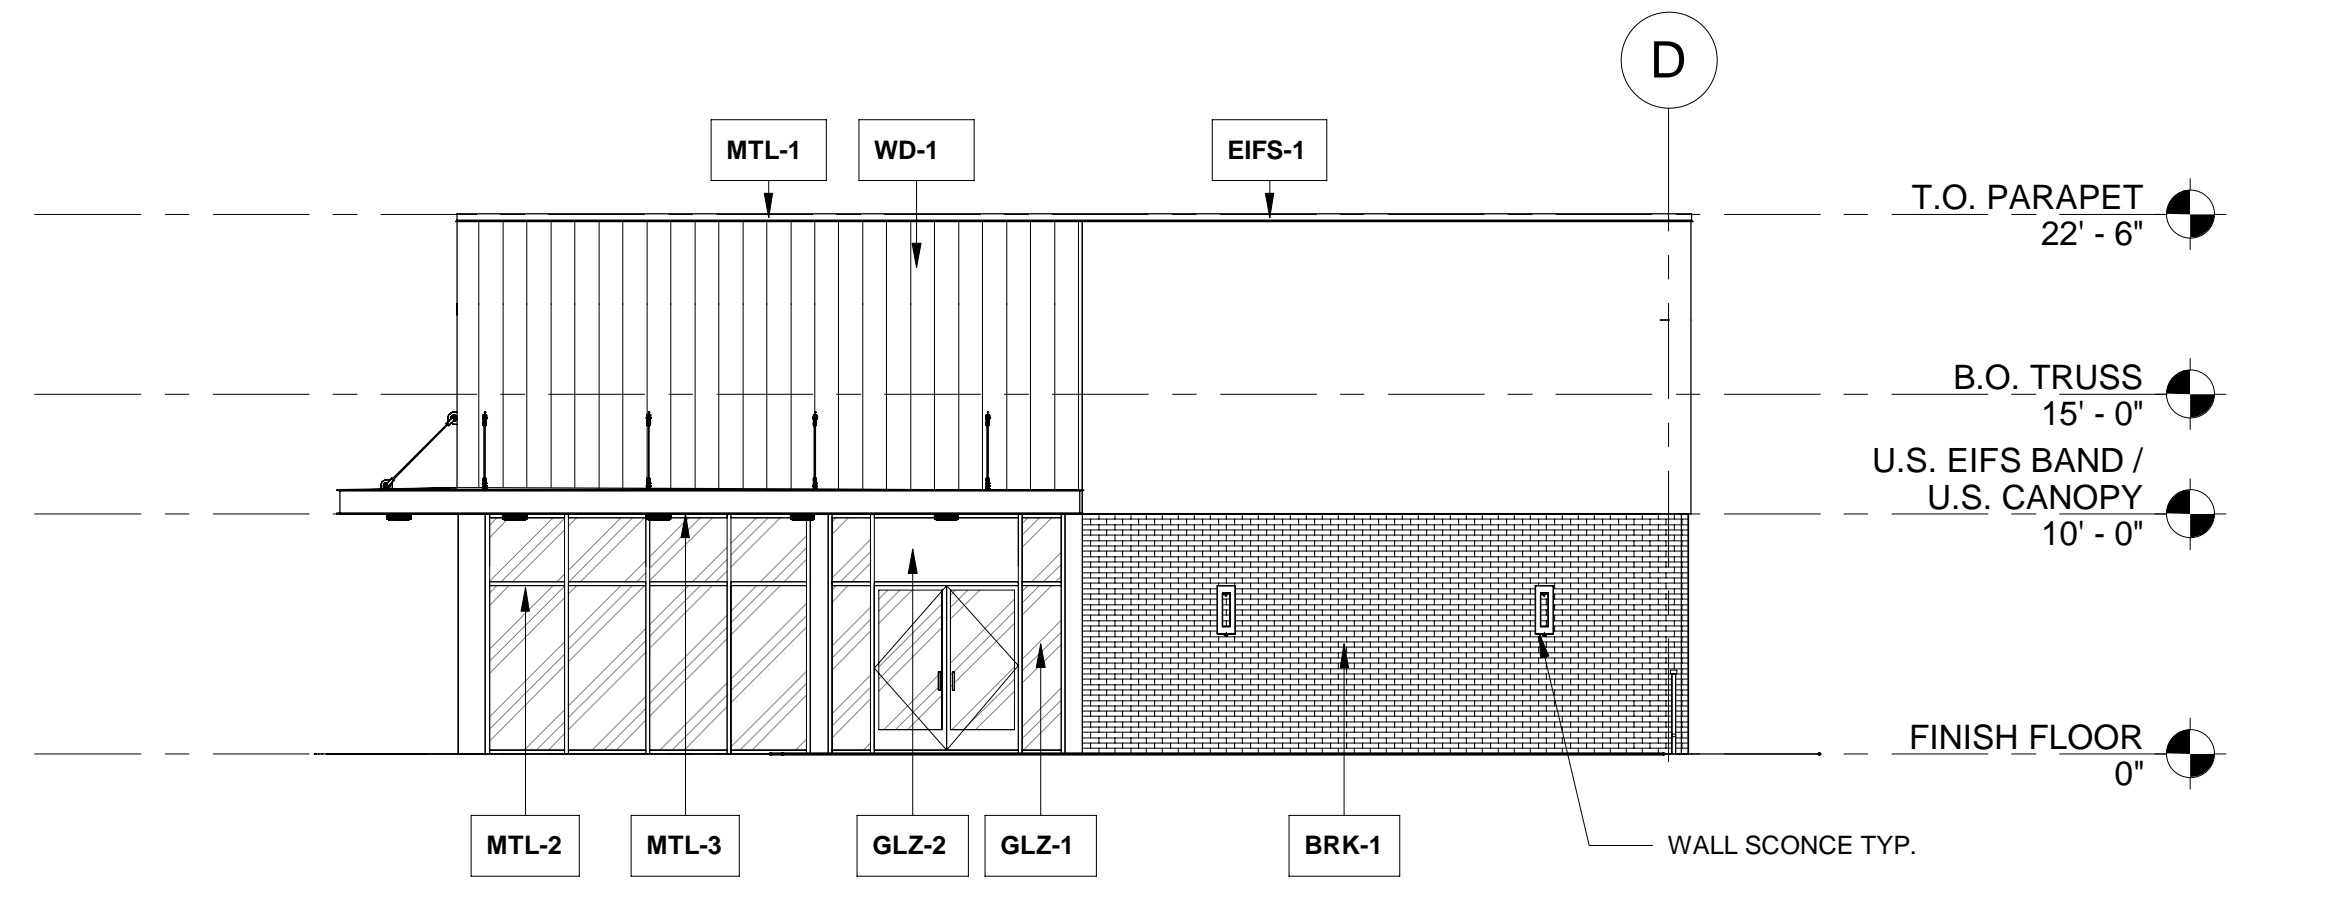 D
MTL-1
WD-1
EIFS-1
T.O. PARAPET
22' - 6"
B.O. TRUSS
15' - 0"
U.S. EIFS BAND /
U.S. CANOPY
10' - 0"
FINISH FLOOR
0"
MTL-2
MTL-3
GLZ-2
GLZ-1
BRK-1
WALL SCONCE TYP.